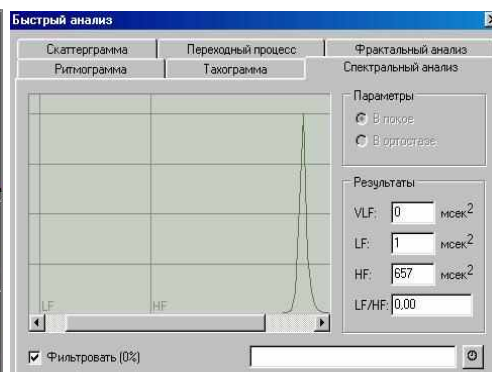 Быстрый анализ
Скаттерграмма
Переходный процесс
Фрактальный анализ
Ритмограмма
Тахограмма
Спектральный анализ
Параметры
В покое
В ортостазе
Результаты
VLF: 0 мсек²
LF: 1 мсек²
HF: 657 мсек²
LF/HF: 0,00
LF
HF
Фильтровать (0%)